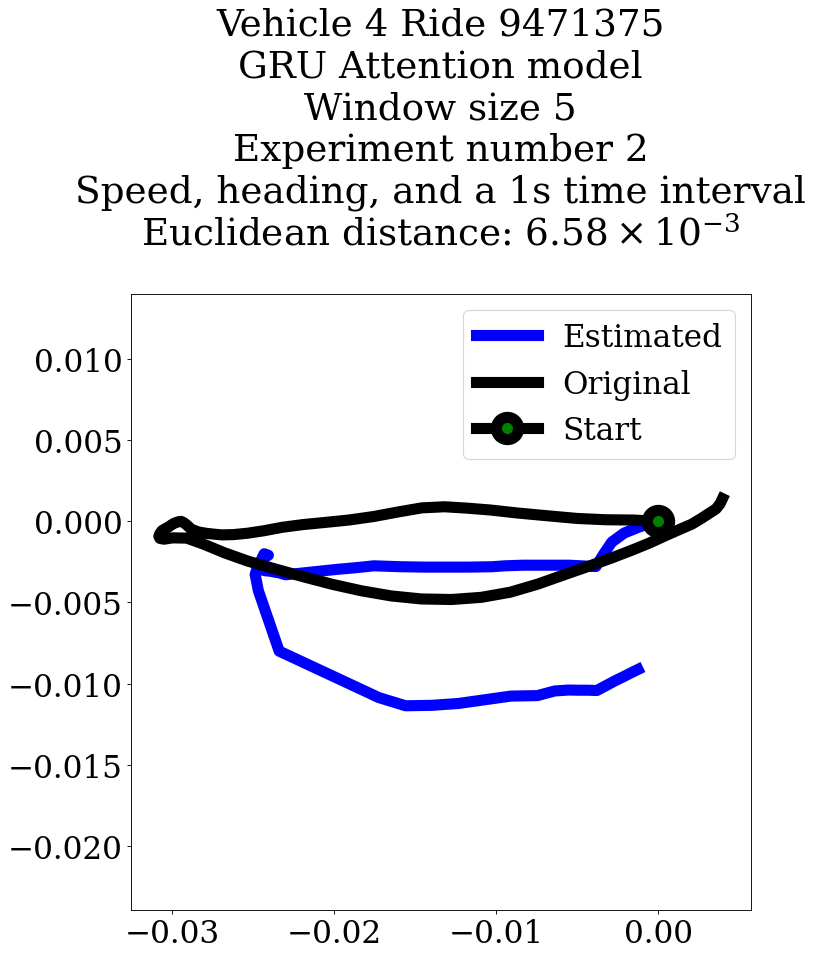 Vehicle 4 Ride 9471375
GRU Attention model
Window size 5
Experiment number 2
Speed, heading, and a 1s time interval
Euclidean distance: 6.58 × 10⁻³
Estimated
Original
Start
0.010
0.005
0.000
−0.005
−0.010
−0.015
−0.020
−0.03 −0.02 −0.01 0.00